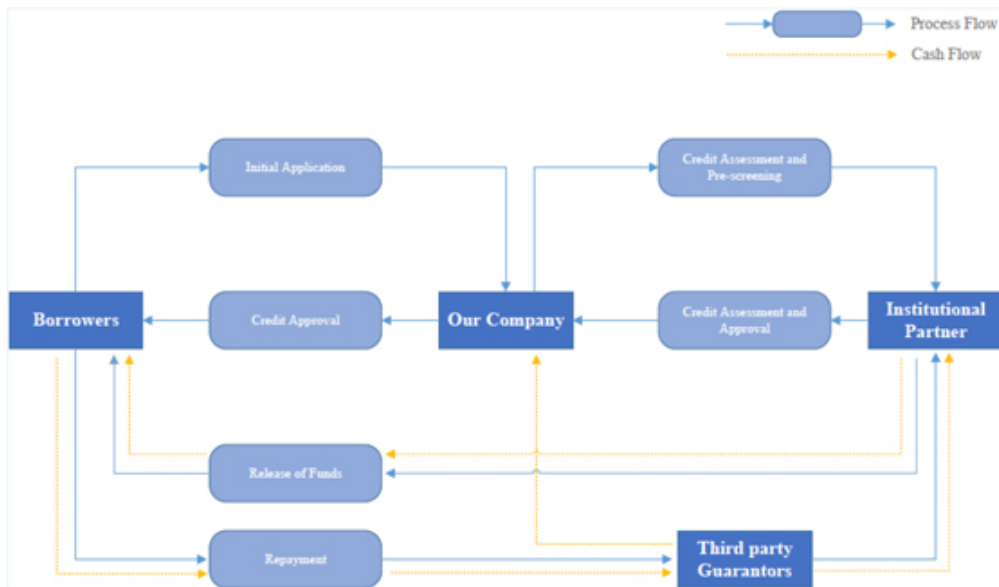 Process Flow
Cash Flow
Initial Application
Credit Assessment and
Pre-screening
Borrowers
Credit Approval
Our Company
Credit Assessment and
Approval
Institutional
Partner
Release of Funds
Repayment
Third party
Guarantors